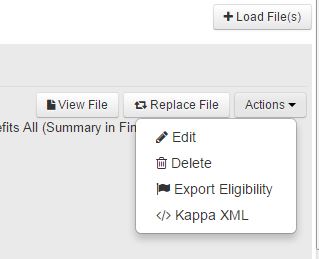 Load File(s)
View File Replace File Actions
efits All (Summary in Fin
Edit
Delete
Export Eligibility
</> Kappa XML